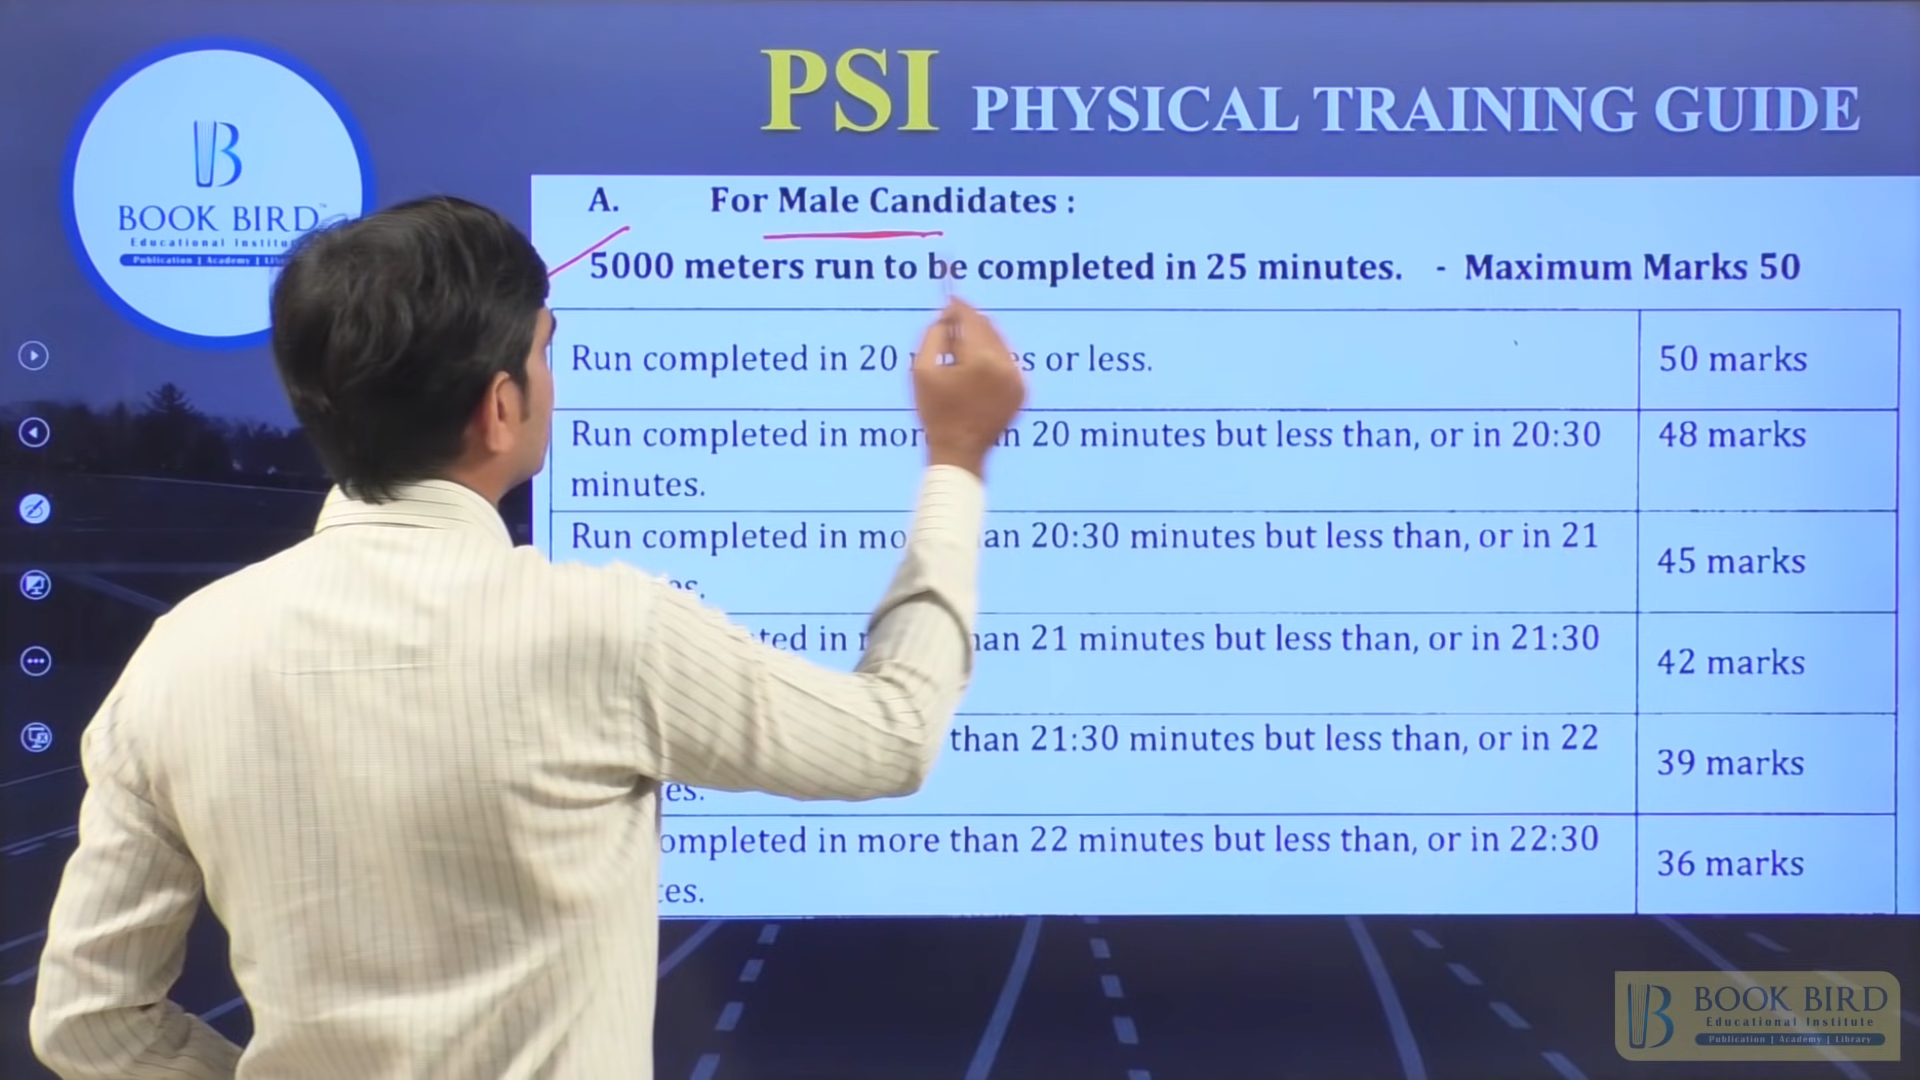 PSI PHYSICAL TRAINING GUIDE
BOOK BIRD
Educational
Publication | Academy |
A. For Male Candidates :
5000 meters run to be completed in 25 minutes. - Maximum Marks 50
Run completed in 20 or less. 50 marks
Run completed in 20 minutes but less than, or in 20:30 48 marks
minutes.
Run completed in 20:30 minutes but less than, or in 21 45 marks
in 21 minutes but less than, or in 21:30 42 marks
than 21:30 minutes but less than, or in 22 39 marks
in more than 22 minutes but less than, or in 22:30 36 marks
BOOK BIRD
Educational Institute
Publication | Academy | Library